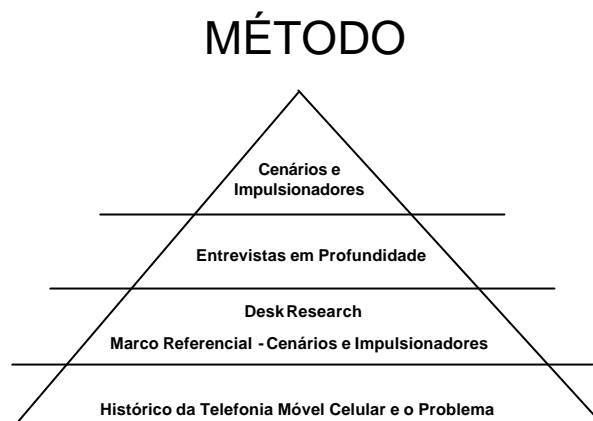 MÉTODO
Cenários e
Impulsionadores
Entrevistas em Profundidade
Desk Research
Marco Referencial - Cenários e Impulsionadores
Histórico da Telefonia Móvel Celular e o Problema